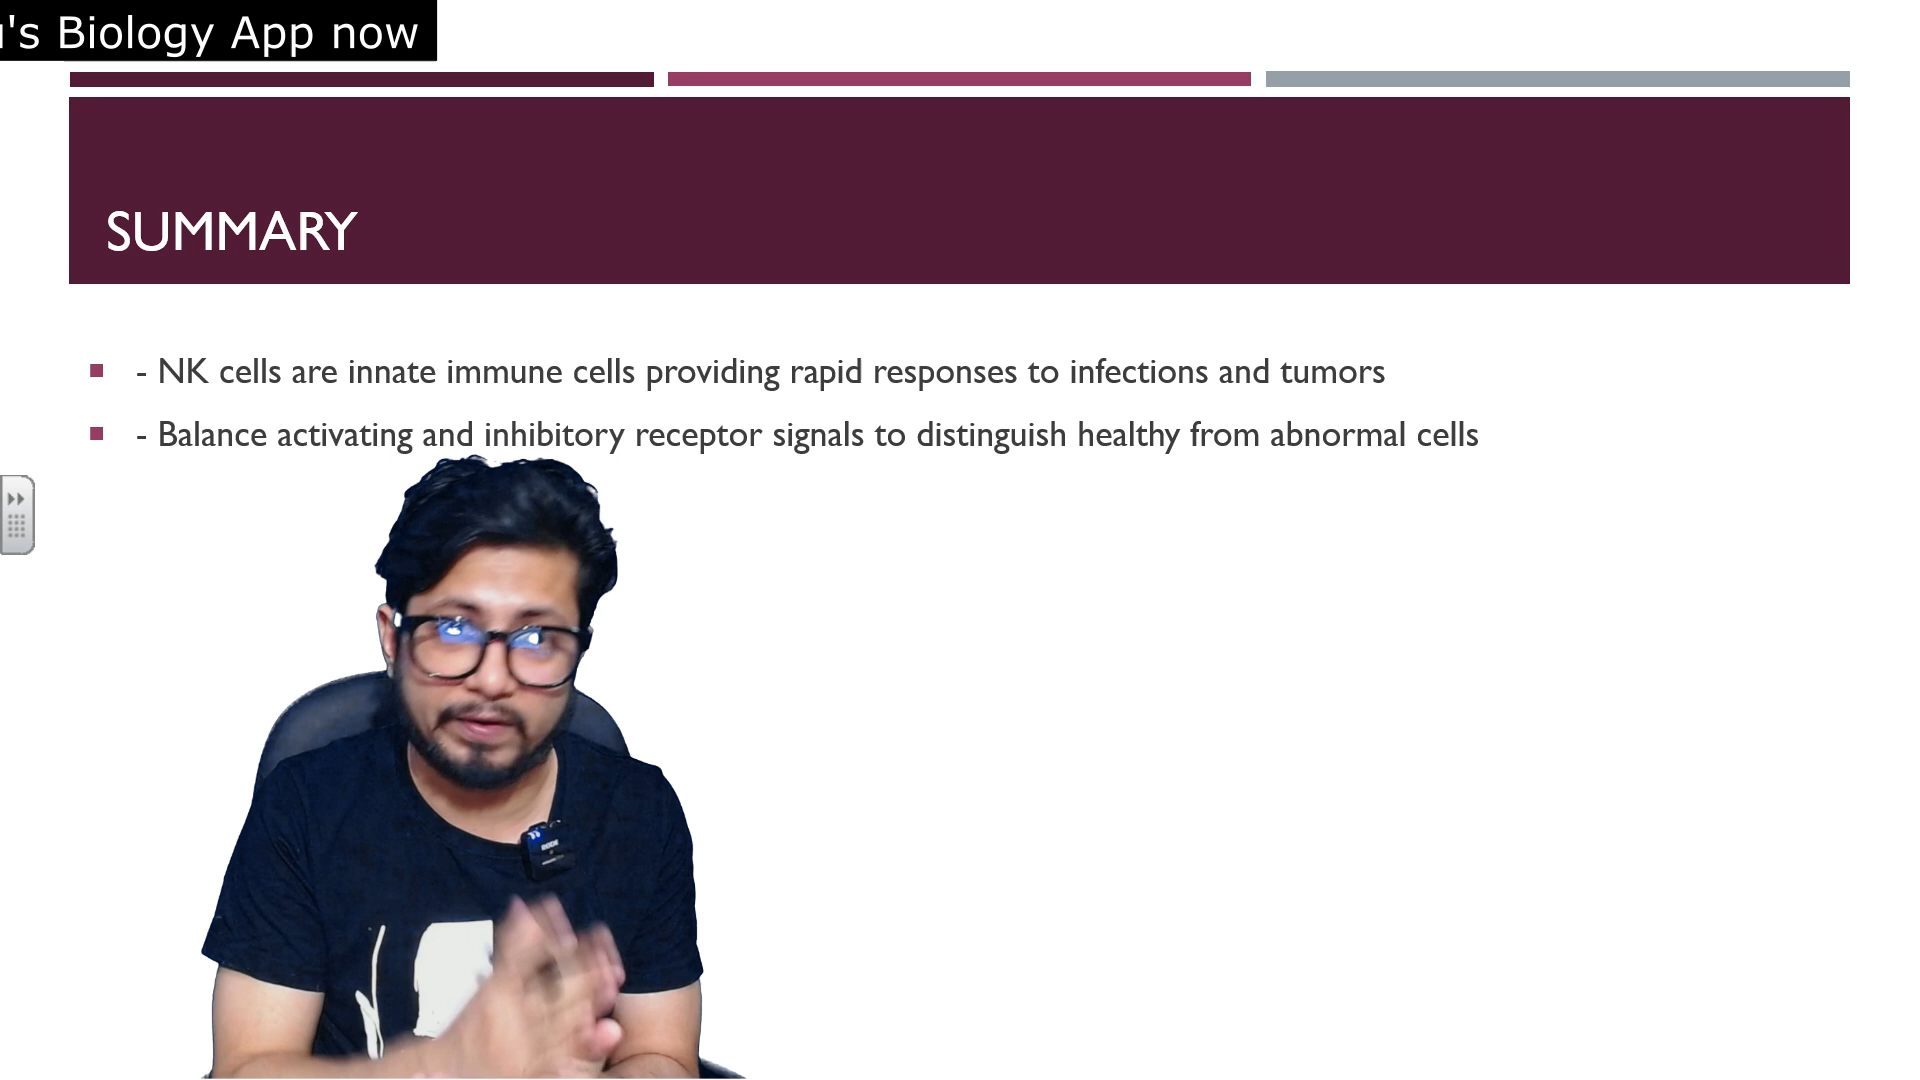 's Biology App now
SUMMARY
- NK cells are innate immune cells providing rapid responses to infections and tumors
- Balance activating and inhibitory receptor signals to distinguish healthy from abnormal cells
RODE